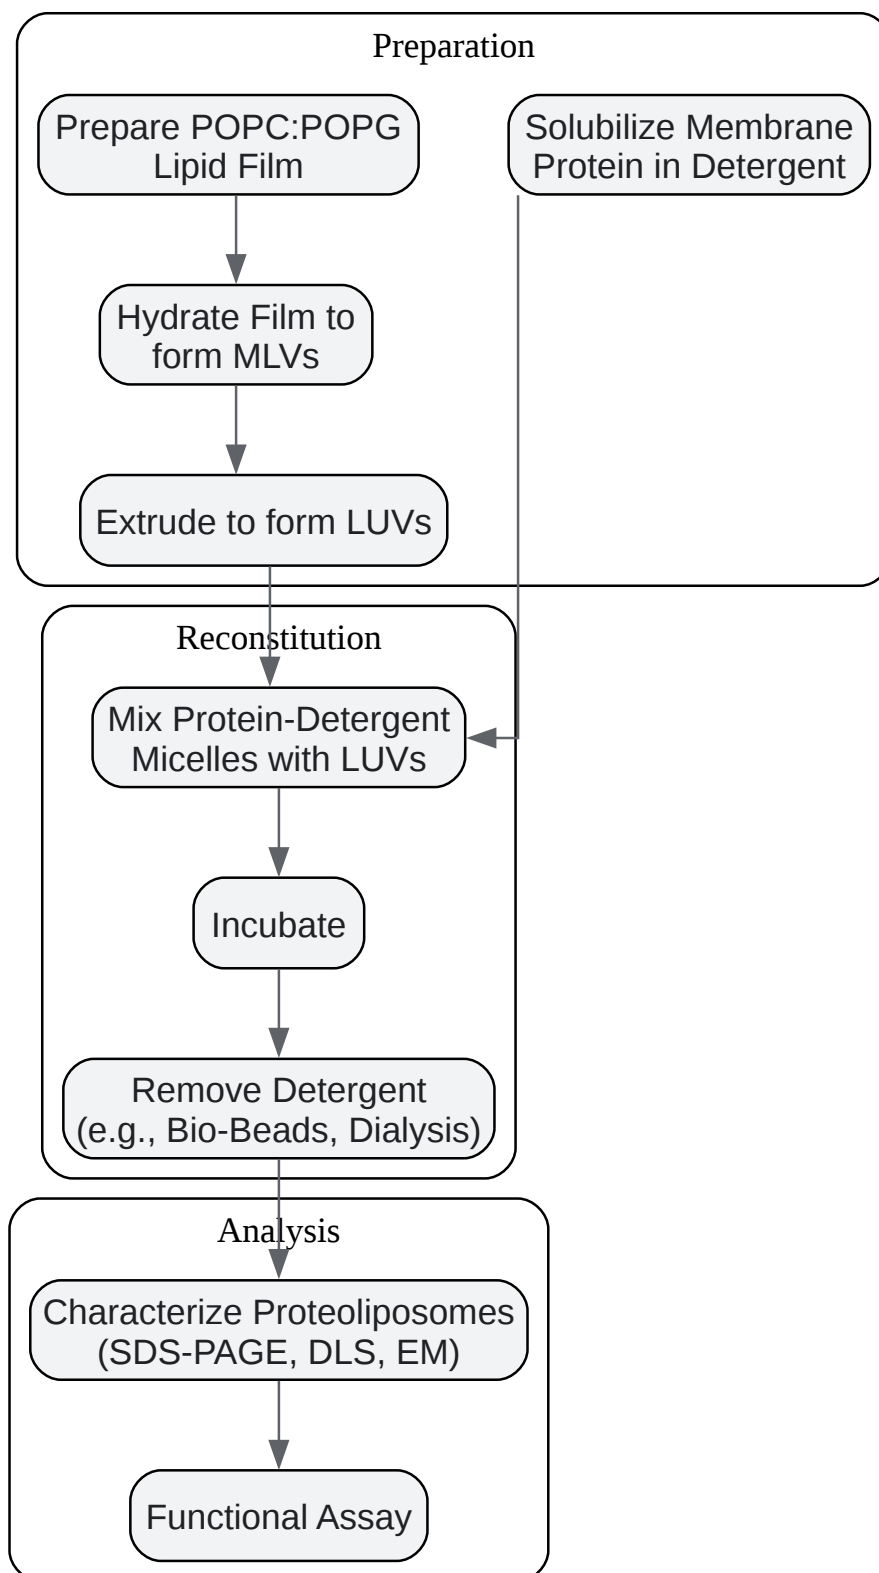 Preparation
Prepare POPC:POPG
Lipid Film
Solubilize Membrane
Protein in Detergent
Hydrate Film to
form MLVs
Extrude to form LUVs
Reconstitution
Mix Protein-Detergent
Micelles with LUVs
Incubate
Remove Detergent
(e.g., Bio-Beads, Dialysis)
Analysis
Characterize Proteoliposomes
(SDS-PAGE, DLS, EM)
Functional Assay